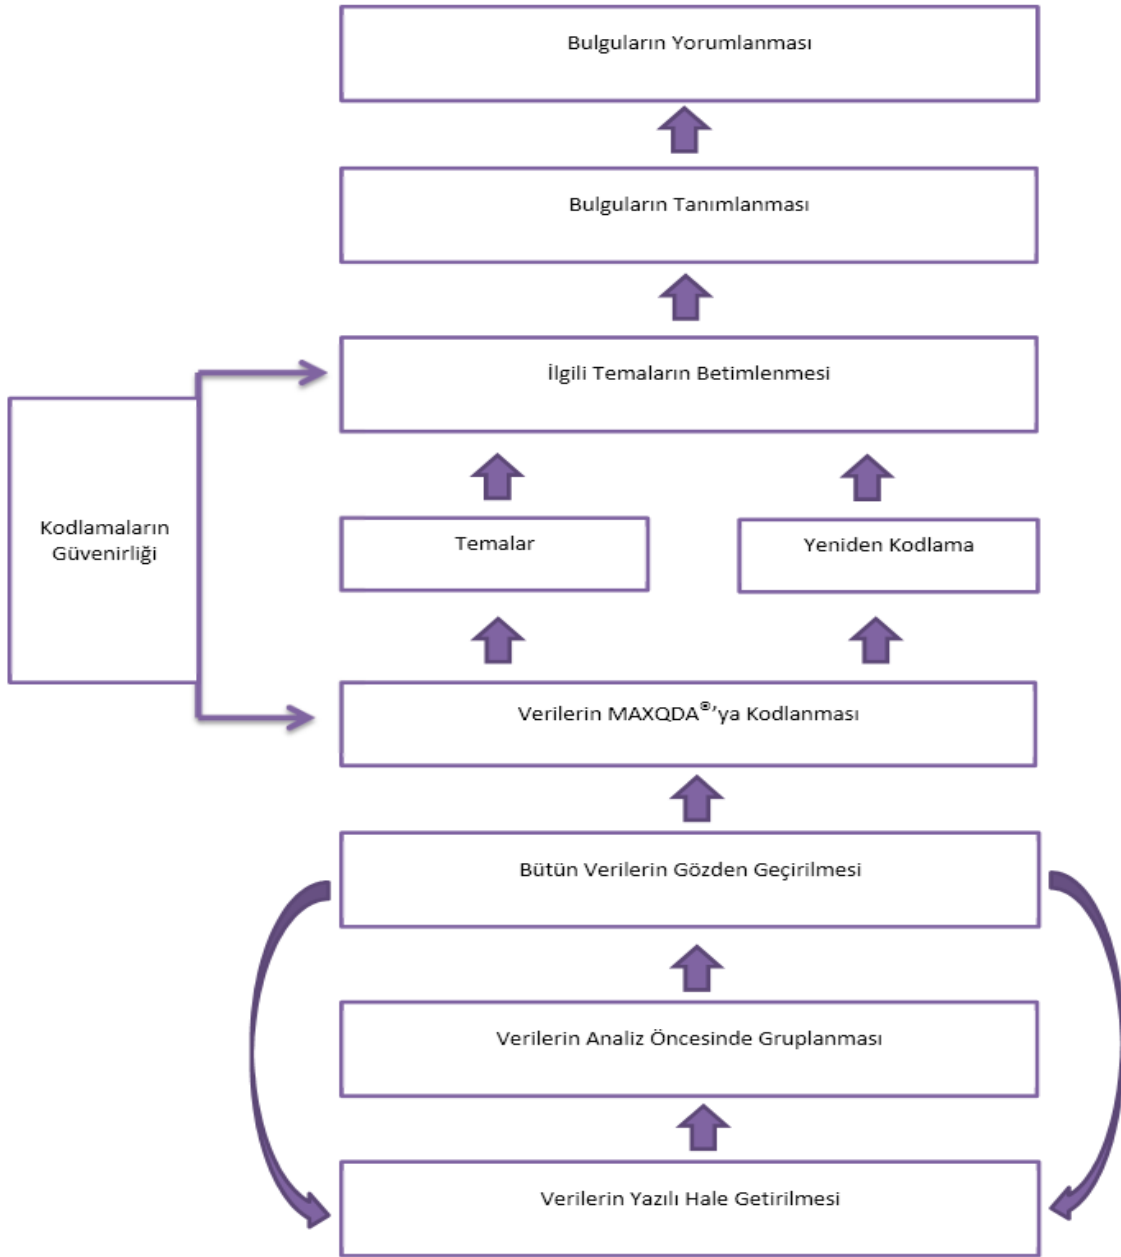 Bulguların Yorumlanması
Bulguların Tanımlanması
İlgili Temaların Betimlenmesi
Kodlamaların
Güvenirliği
Temalar
Yeniden Kodlama
Verilerin MAXQDA®’ya Kodlanması
Bütün Verilerin Gözden Geçirilmesi
Verilerin Analiz Öncesinde Gruplanması
Verilerin Yazılı Hale Getirilmesi